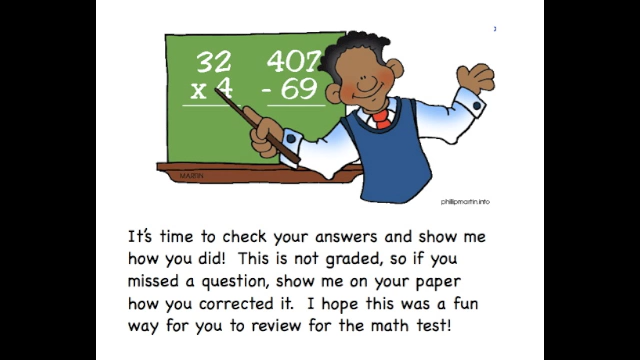 32 407
x 4 - 69
MARTIN
phillipmartin.info
It's time to check your answers and show me
how you did! This is not graded, so if you
missed a question, show me on your paper
how you corrected it. I hope this was a fun
way for you to review for the math test!